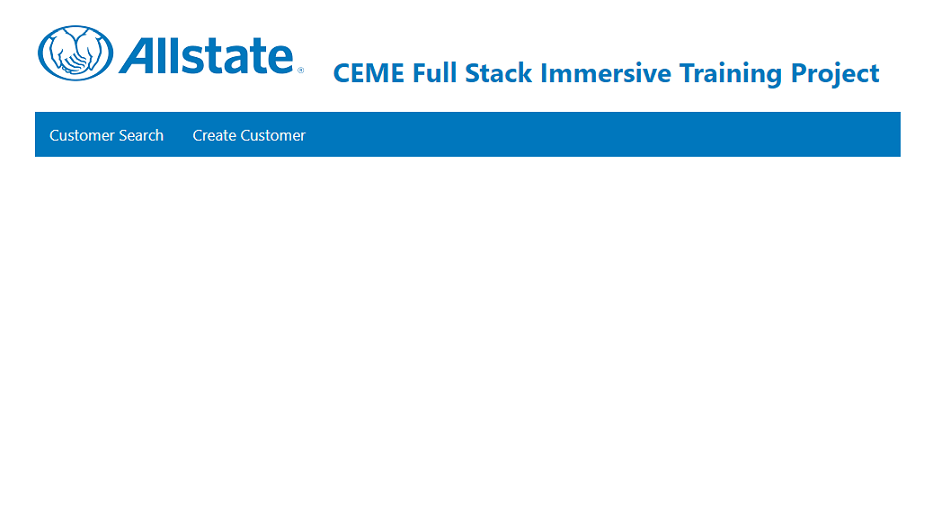 Allstate®
CEME Full Stack Immersive Training Project
Customer Search Create Customer